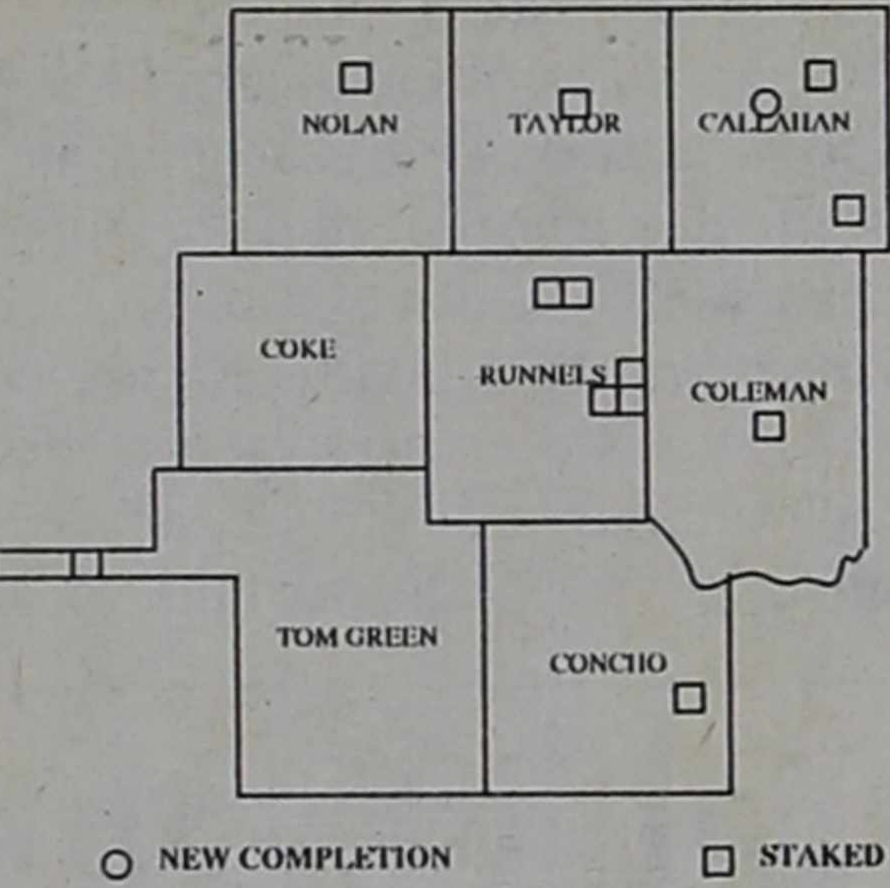 NOLAN
TAYLOR
CALLAHAN
COKE
RUNNELS
COLEMAN
TOM GREEN
CONCHO
NEW COMPLETION
STAKED